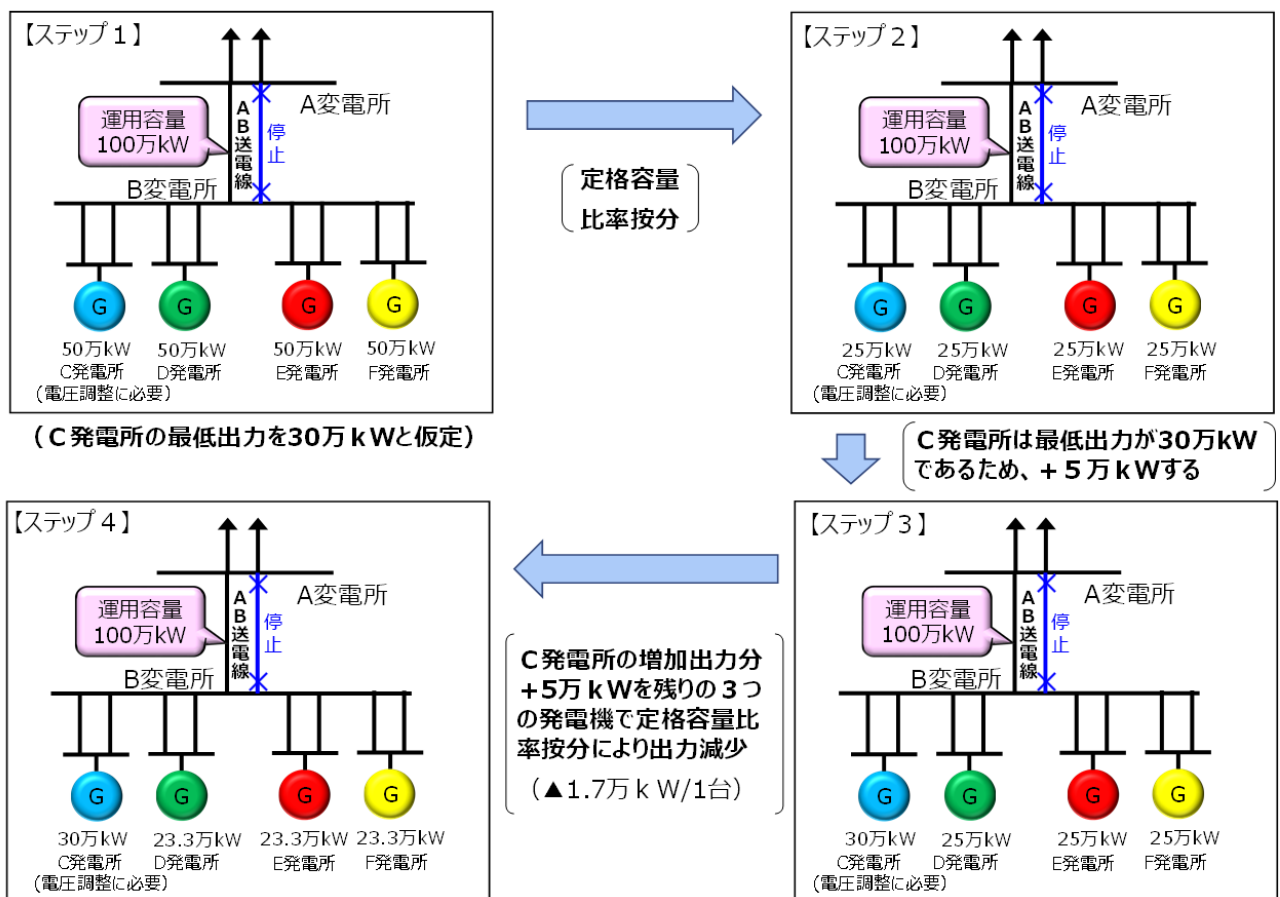 【ステップ１】
A変電所
運用容量
100万kW
AB送電線
停止
B変電所
G G G G
50万kW 50万kW 50万kW 50万kW
C発電所 D発電所 E発電所 F発電所
(電圧調整に必要)
(Ｃ発電所の最低出力を30万ｋWと仮定)
定格容量
比率按分
【ステップ２】
A変電所
運用容量
100万kW
AB送電線
停止
B変電所
G G G G
25万kW 25万kW 25万kW 25万kW
C発電所 D発電所 E発電所 F発電所
(電圧調整に必要)
Ｃ発電所は最低出力が30万kW
であるため、+５万ｋWする
【ステップ３】
A変電所
運用容量
100万kW
AB送電線
停止
B変電所
G G G G
30万kW 25万kW 25万kW 25万kW
C発電所 D発電所 E発電所 F発電所
(電圧調整に必要)
Ｃ発電所の増加出力分
+5万ｋWを残りの３つ
の発電機で定格容量比
率按分により出力減少
(▲1.7万ｋW/1台)
【ステップ４】
A変電所
運用容量
100万kW
AB送電線
停止
B変電所
G G G G
30万kW 23.3万kW 23.3万kW 23.3万kW
C発電所 D発電所 E発電所 F発電所
(電圧調整に必要)